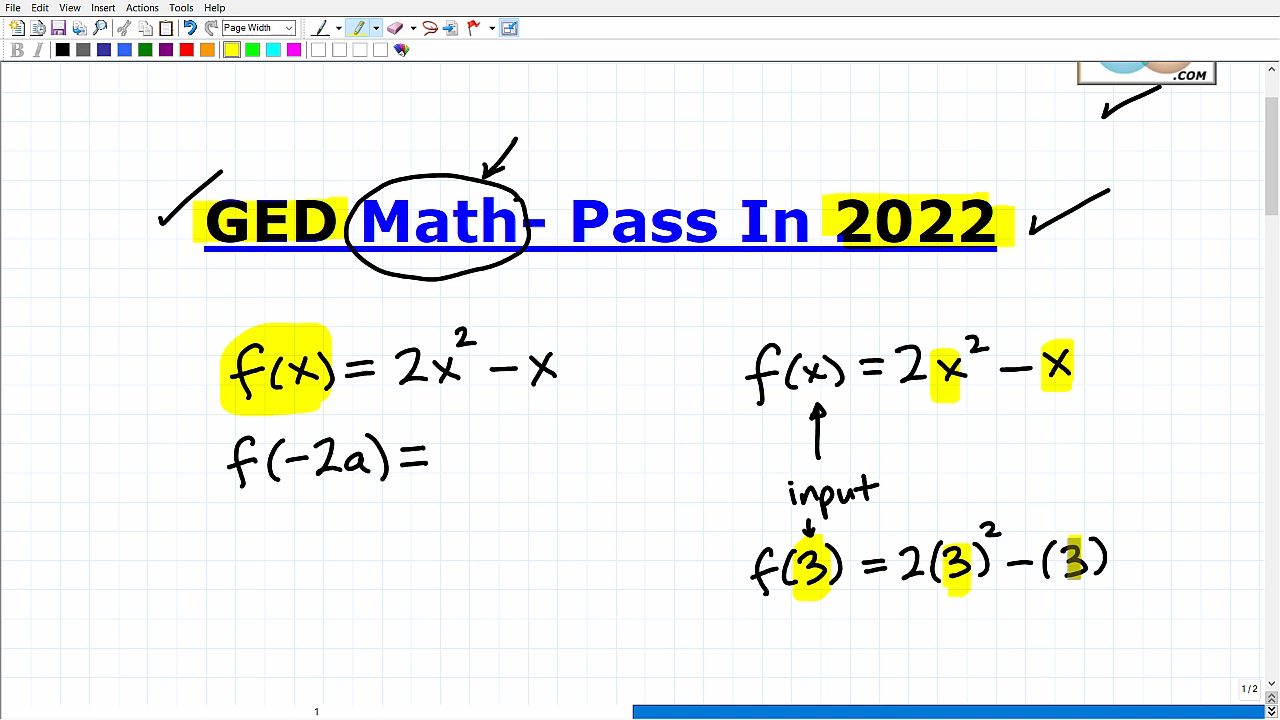 File Edit View Insert Actions Tools Help
Page Width
B I
.COM
GED Math- Pass In 2022
f(x) = 2x² - x
f(-2a) =
f(x) = 2x² - x
input
f(3) = 2(3)² - (3)
1/2
1